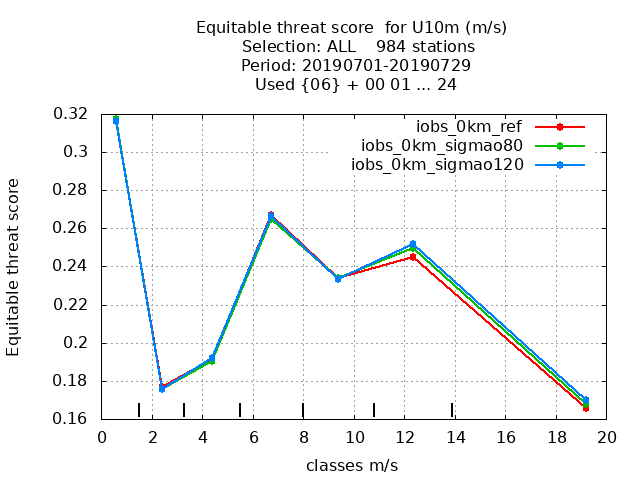 Equitable threat score  for U10m (m/s)
Selection: ALL    984 stations
Period: 20190701-20190729
Used {06} + 00 01 ... 24
iobs_0km_ref
iobs_0km_sigmao80
iobs_0km_sigmao120
Equitable threat score
0.32
0.3
0.28
0.26
0.24
0.22
0.2
0.18
0.16
0 2 4 6 8 10 12 14 16 18 20
classes m/s